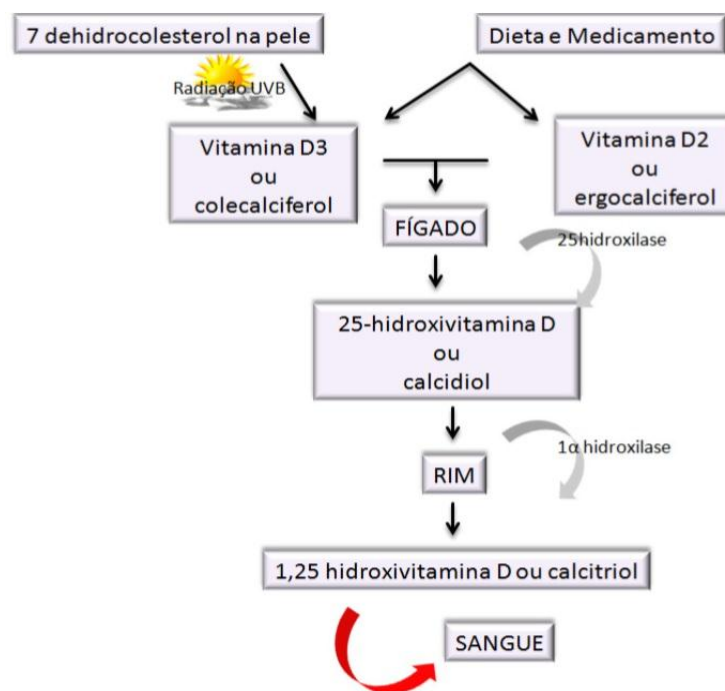 7 dehidrocolesterol na pele
Dieta e Medicamento
Radiação UVB
Vitamina D3
ou
colecalciferol
Vitamina D2
ou
ergocalciferol
FÍGADO
25hidroxilase
25-hidroxivitamina D
ou
calcidiol
1α hidroxilase
RIM
1,25 hidroxivitamina D ou calcitriol
SANGUE